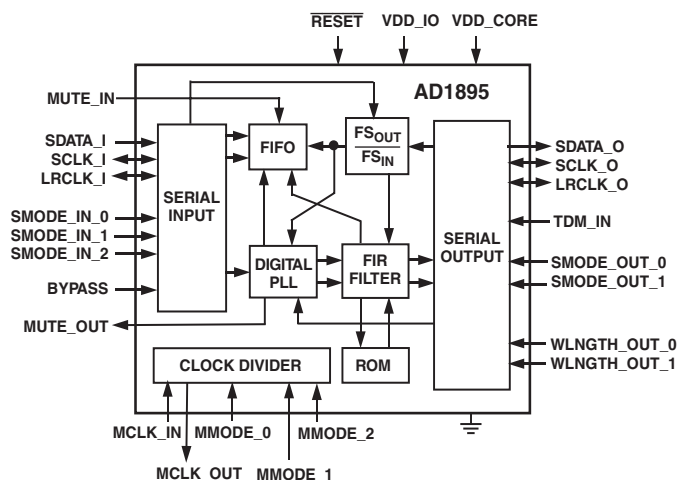 RESET VDD_IO VDD_CORE
AD1895
MUTE_IN
SDATA_I
SCLK_I
LRCLK_I
SMODE_IN_0
SMODE_IN_1
SMODE_IN_2
BYPASS
MUTE_OUT
SERIAL
INPUT
FIFO
FSOUT
FSIN
DIGITAL
PLL
FIR
FILTER
ROM
CLOCK DIVIDER
SERIAL
OUTPUT
SDATA_O
SCLK_O
LRCLK_O
TDM_IN
SMODE_OUT_0
SMODE_OUT_1
WLNGTH_OUT_0
WLNGTH_OUT_1
MCLK_IN MMODE_0 MMODE_2
MCLK_OUT MMODE_1